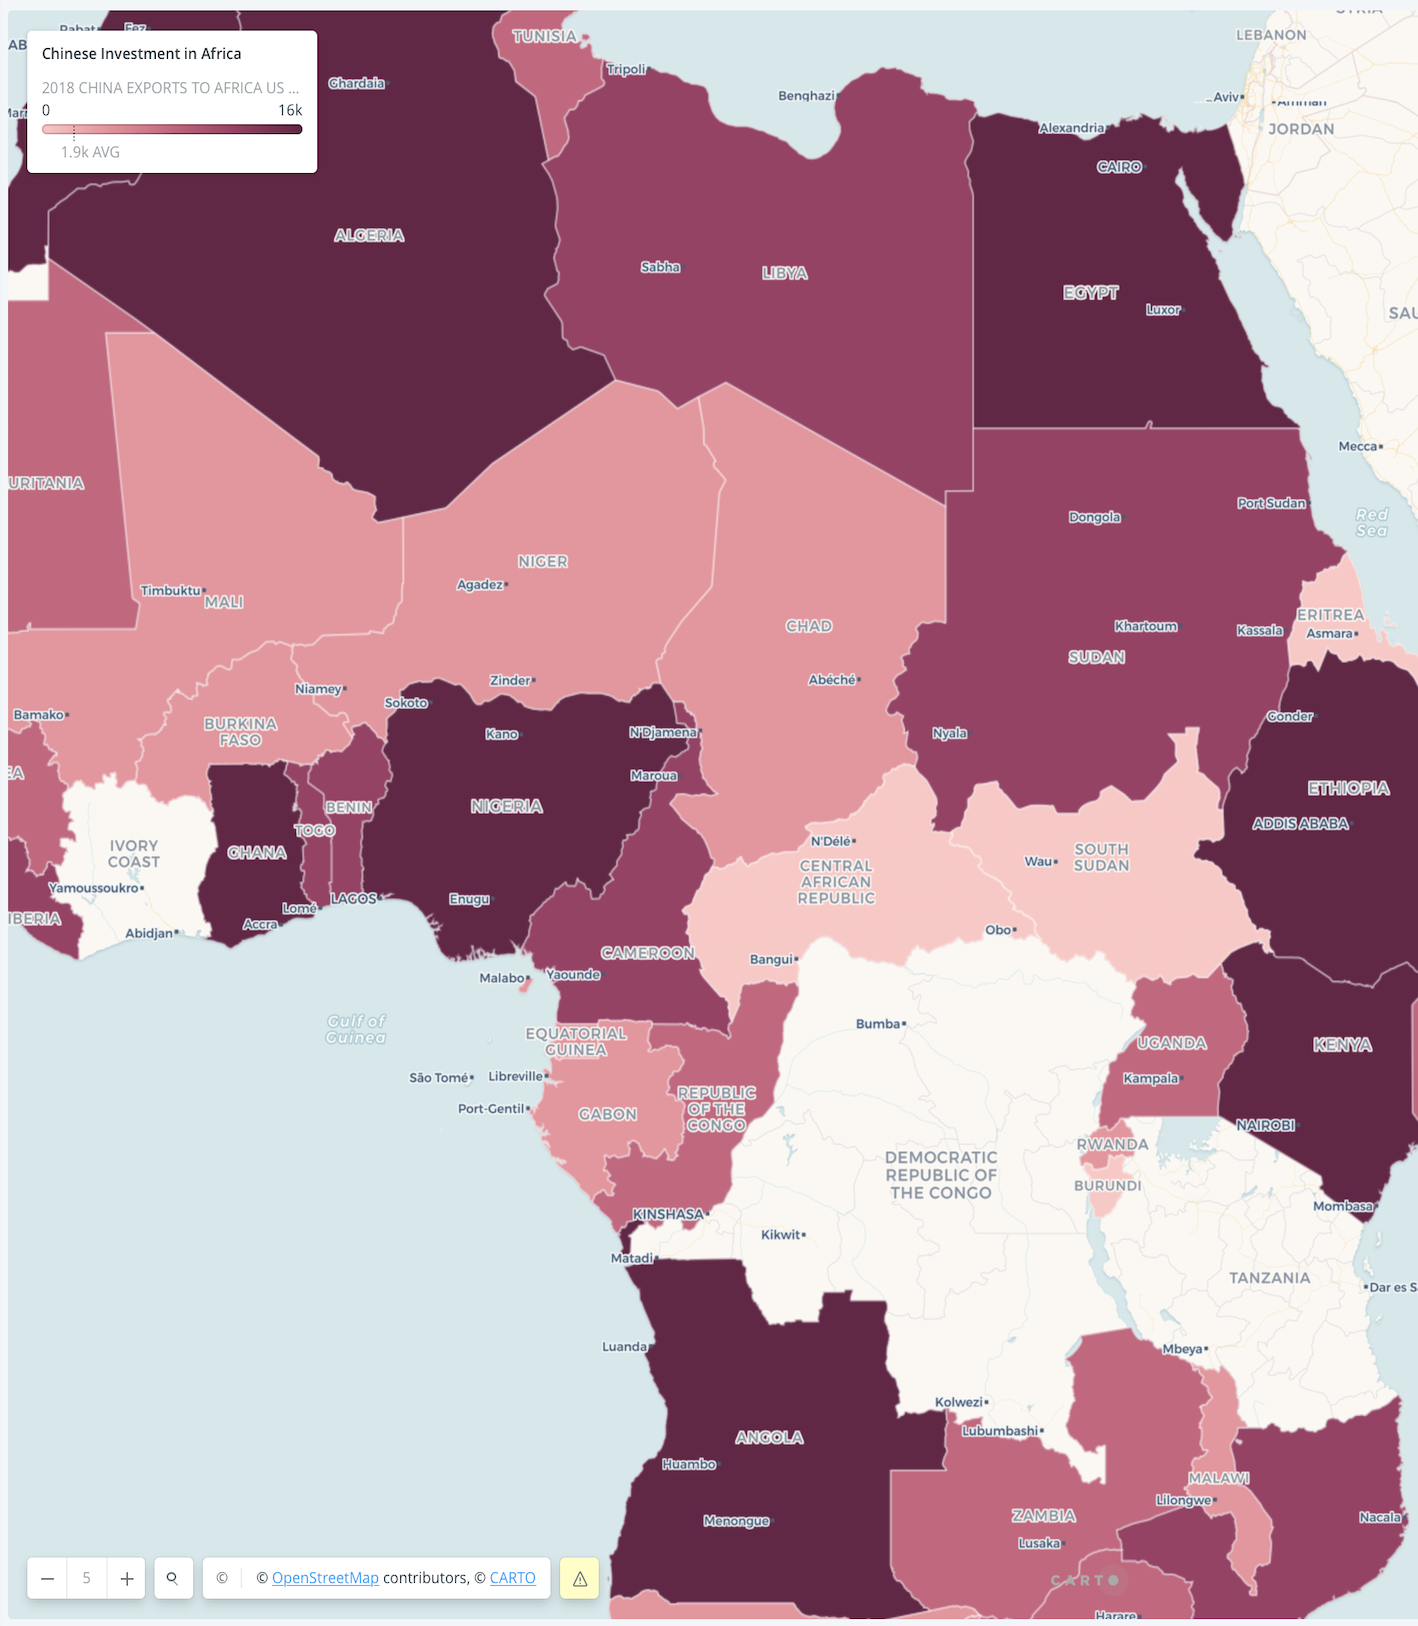 SYRIA
LEBANON
Rabat
Fez
TUNISIA
Chinese Investment in Africa
2018 CHINA EXPORTS TO AFRICA US ...
0
16k
1.9k AVG
Ghardaia
Tripoli
Benghazi
Aviv
Amman
Alexandria
JORDAN
CAIRO
ALGERIA
Sabha
LIBYA
EGYPT
Luxor
SAU
Mecca
URITANIA
Dongola
Port Sudan
Red
Sea
NIGER
Agadez
Timbuktu
MALI
CHAD
Khartoum
Kassala
ERITREA
Asmara
SUDAN
Abéché
Zinder
Niamey
Sokoto
Bamako
BURKINA
FASO
Kano
N'Djamena
Nyala
Gonder
EA
Maroua
ETHIOPIA
BENIN
NIGERIA
TOGO
ADDIS ABABA
IVORY
COAST
GHANA
N'Délé
CENTRAL
AFRICAN
REPUBLIC
Wau
SOUTH
SUDAN
Yamoussoukro
LAGOS
Enugu
Lomé
IBERIA
Accra
Abidjan
Obo
CAMEROON
Bangui
Malabo
Yaounde
Gulf of
Guinea
Bumba
EQUATORIAL
GUINEA
UGANDA
KENYA
São Tomé
Libreville
Kampala
Port-Gentil
GABON
REPUBLIC
OF THE
CONGO
NAIROBI
RWANDA
DEMOCRATIC
REPUBLIC OF
THE CONGO
BURUNDI
KINSHASA
Mombasa
Kikwit
Matadi
TANZANIA
Dar es S
Luanda
Mbeya
Kolwezi
Lubumbashi
ANGOLA
Huambo
MALAWI
Lilongwe
Menongue
ZAMBIA
Nacala
Lusaka
CARTO
Harare
− 5 +
© © OpenStreetMap contributors, © CARTO